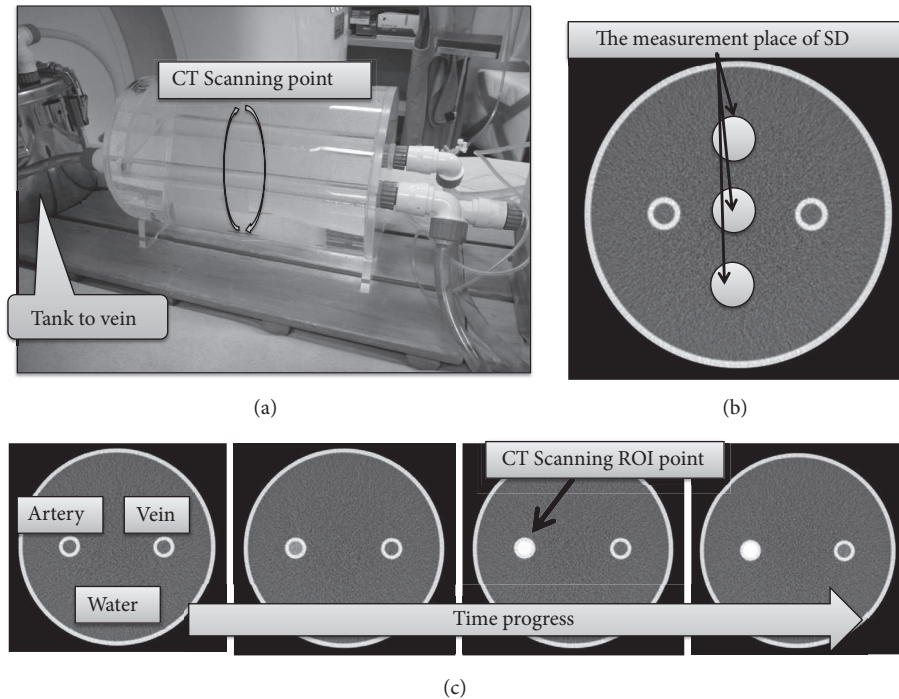 CT Scanning point
Tank to vein
(a)
The measurement place of SD
(b)
CT Scanning ROI point
Artery
Vein
Water
Time progress
(c)